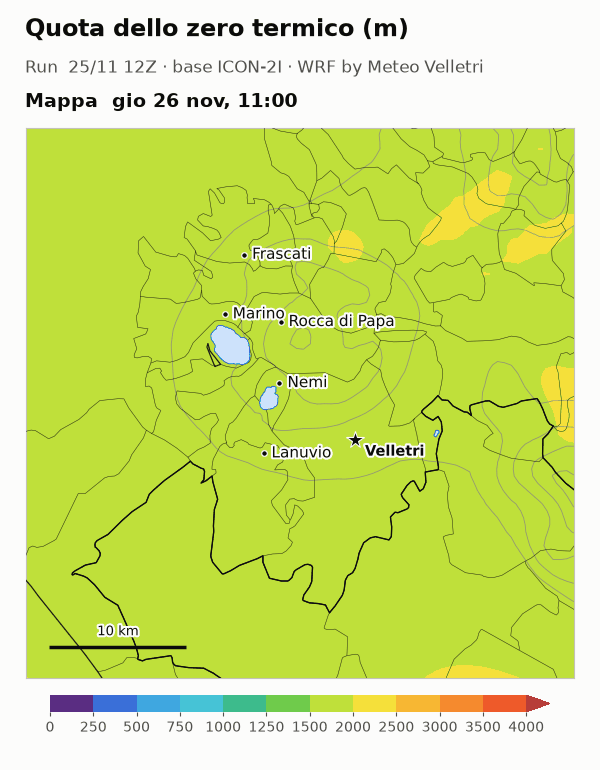 Quota dello zero termico (m)
Run  25/11 12Z · base ICON-2I · WRF by Meteo Velletri
Mappa  gio 26 nov, 11:00
Frascati
Marino
Rocca di Papa
Nemi
Velletri
Lanuvio
10 km
0 250 500 750 1000 1250 1500 2000 2500 3000 3500 4000